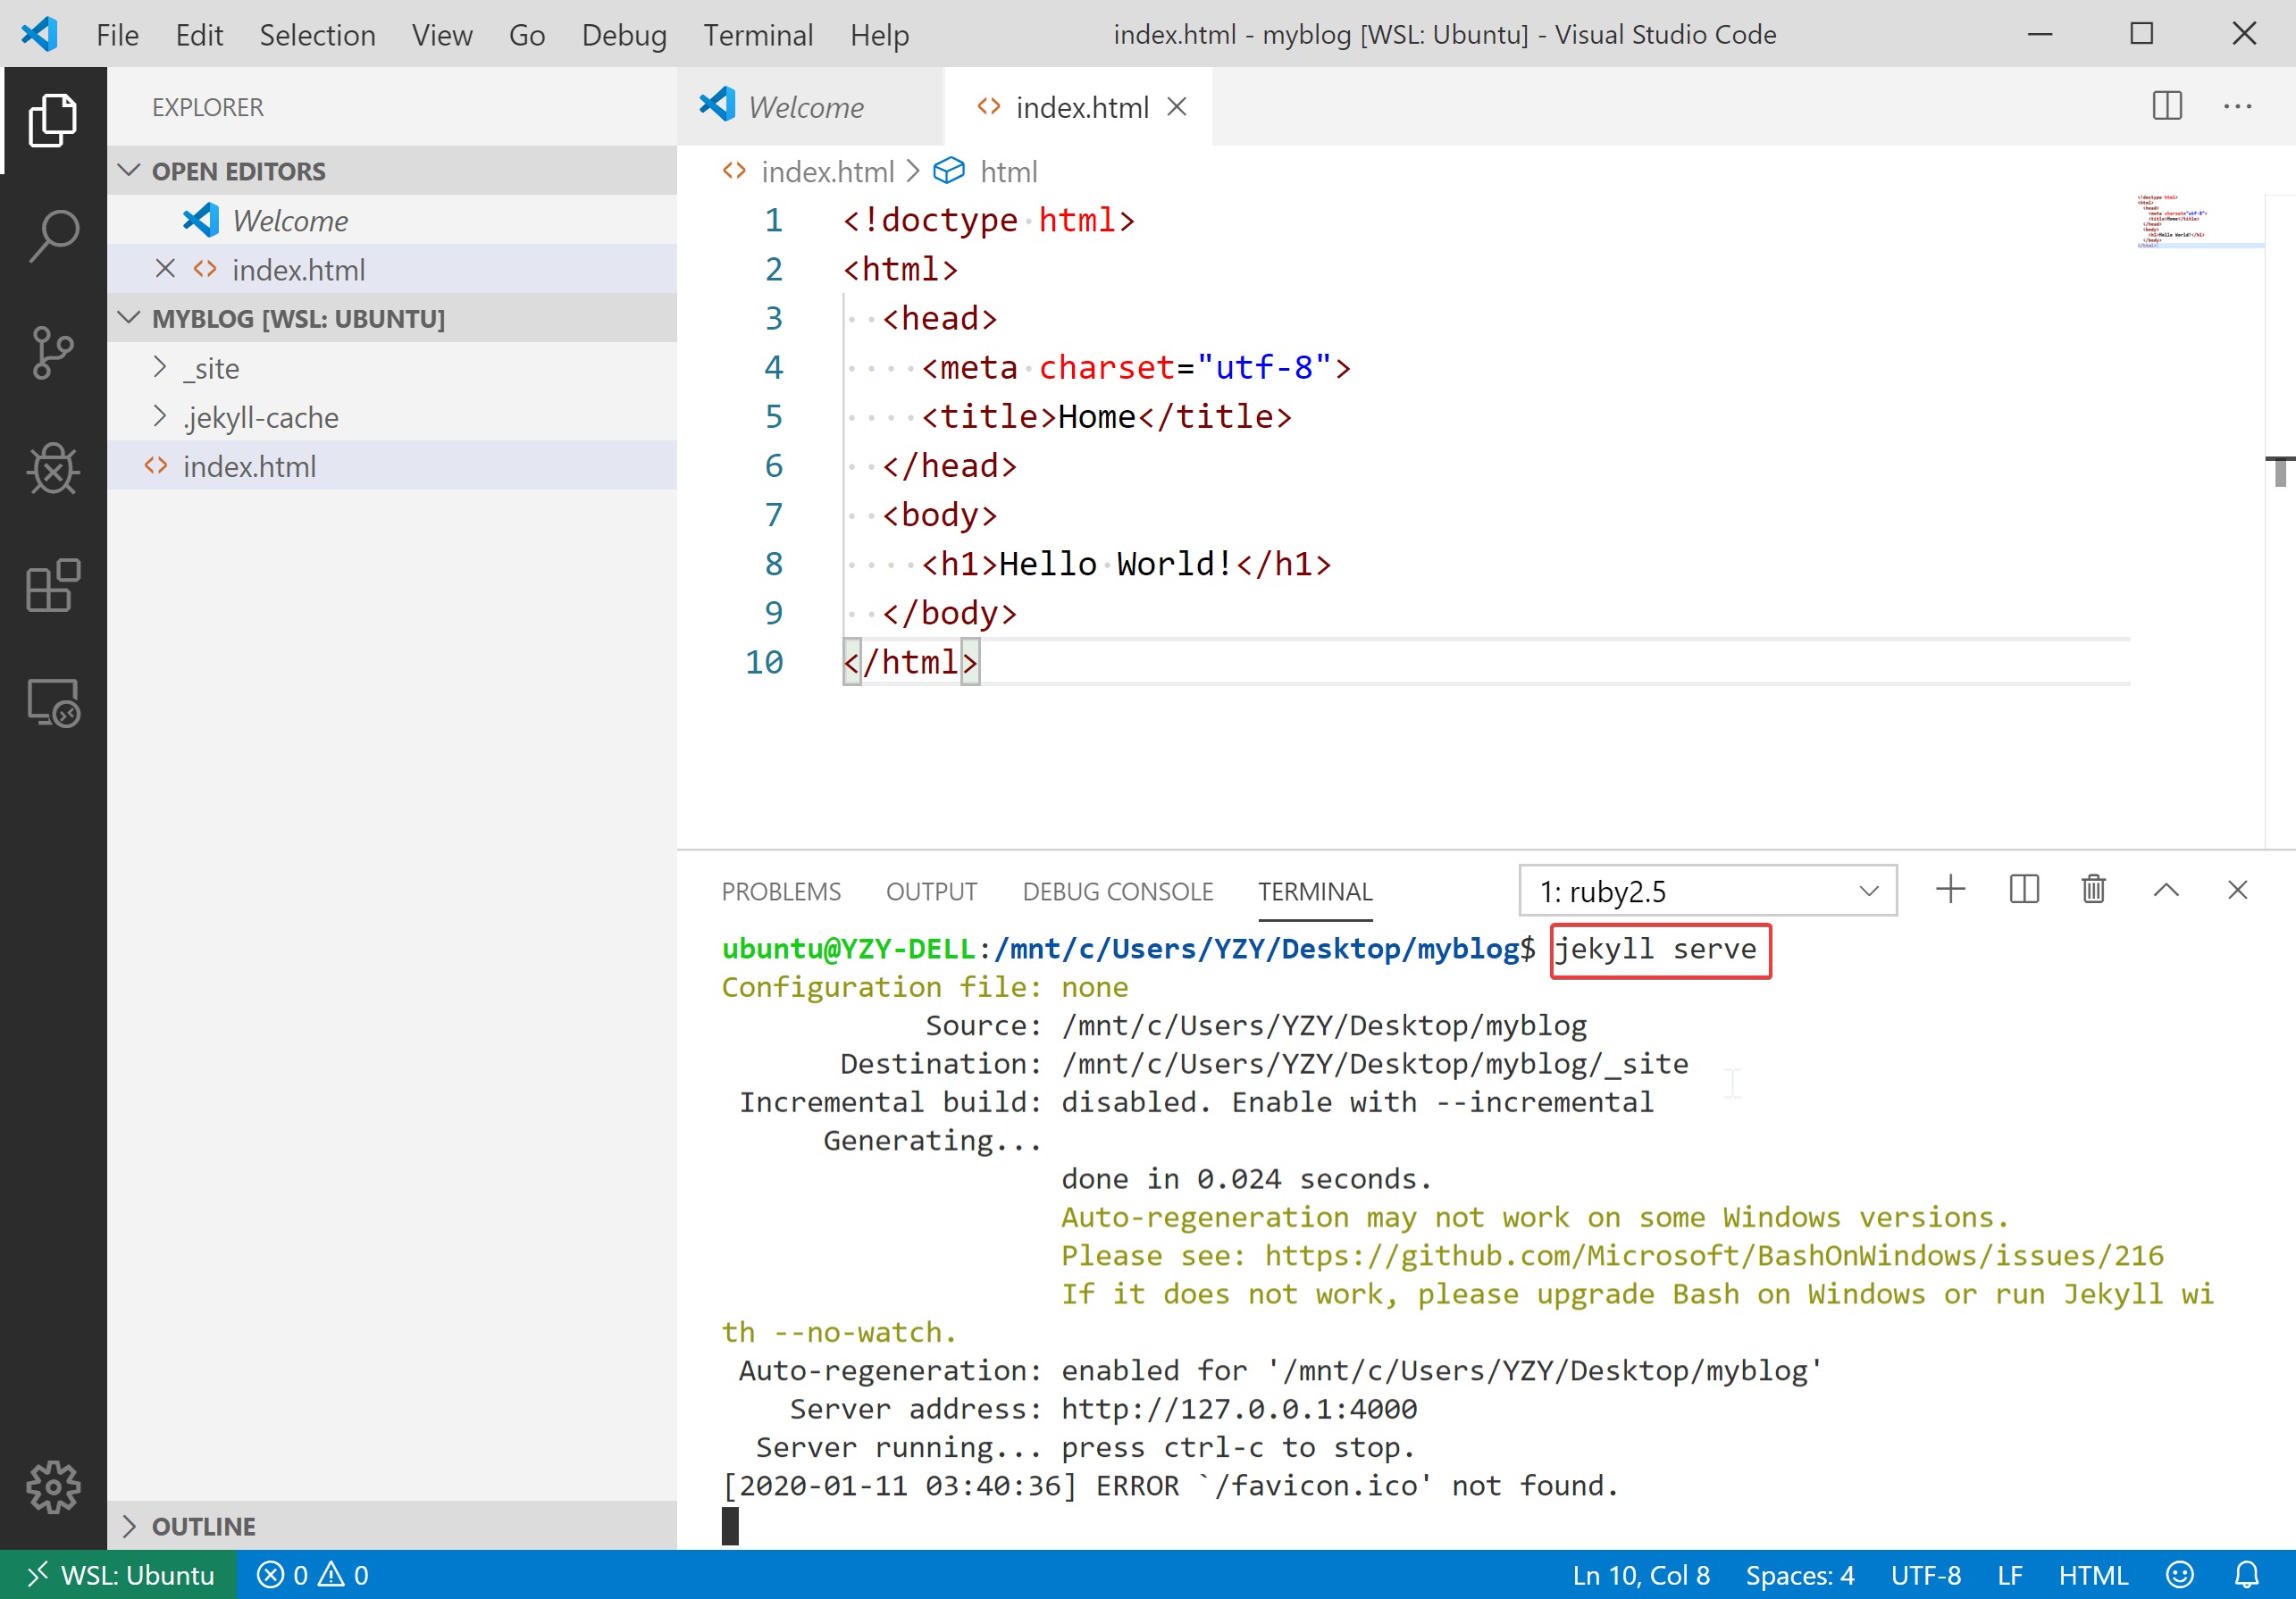 File Edit Selection View Go Debug Terminal Help index.html - myblog [WSL: Ubuntu] - Visual Studio Code
EXPLORER
OPEN EDITORS
Welcome
index.html
MYBLOG [WSL: UBUNTU]
_site
.jekyll-cache
index.html
OUTLINE
Welcome index.html
index.html > html
1 <!doctype html>
2 <html>
3 <head>
4 <meta charset="utf-8">
5 <title>Home</title>
6 </head>
7 <body>
8 <h1>Hello World!</h1>
9 </body>
10 </html>
PROBLEMS OUTPUT DEBUG CONSOLE TERMINAL 1: ruby2.5
ubuntu@YZY-DELL:/mnt/c/Users/YZY/Desktop/myblog$ jekyll serve
Configuration file: none
Source: /mnt/c/Users/YZY/Desktop/myblog
Destination: /mnt/c/Users/YZY/Desktop/myblog/_site
Incremental build: disabled. Enable with --incremental
Generating...
done in 0.024 seconds.
Auto-regeneration may not work on some Windows versions.
Please see: https://github.com/Microsoft/BashOnWindows/issues/216
If it does not work, please upgrade Bash on Windows or run Jekyll wi
th --no-watch.
Auto-regeneration: enabled for '/mnt/c/Users/YZY/Desktop/myblog'
Server address: http://127.0.0.1:4000
Server running... press ctrl-c to stop.
[2020-01-11 03:40:36] ERROR `/favicon.ico' not found.
WSL: Ubuntu 0 0 Ln 10, Col 8 Spaces: 4 UTF-8 LF HTML